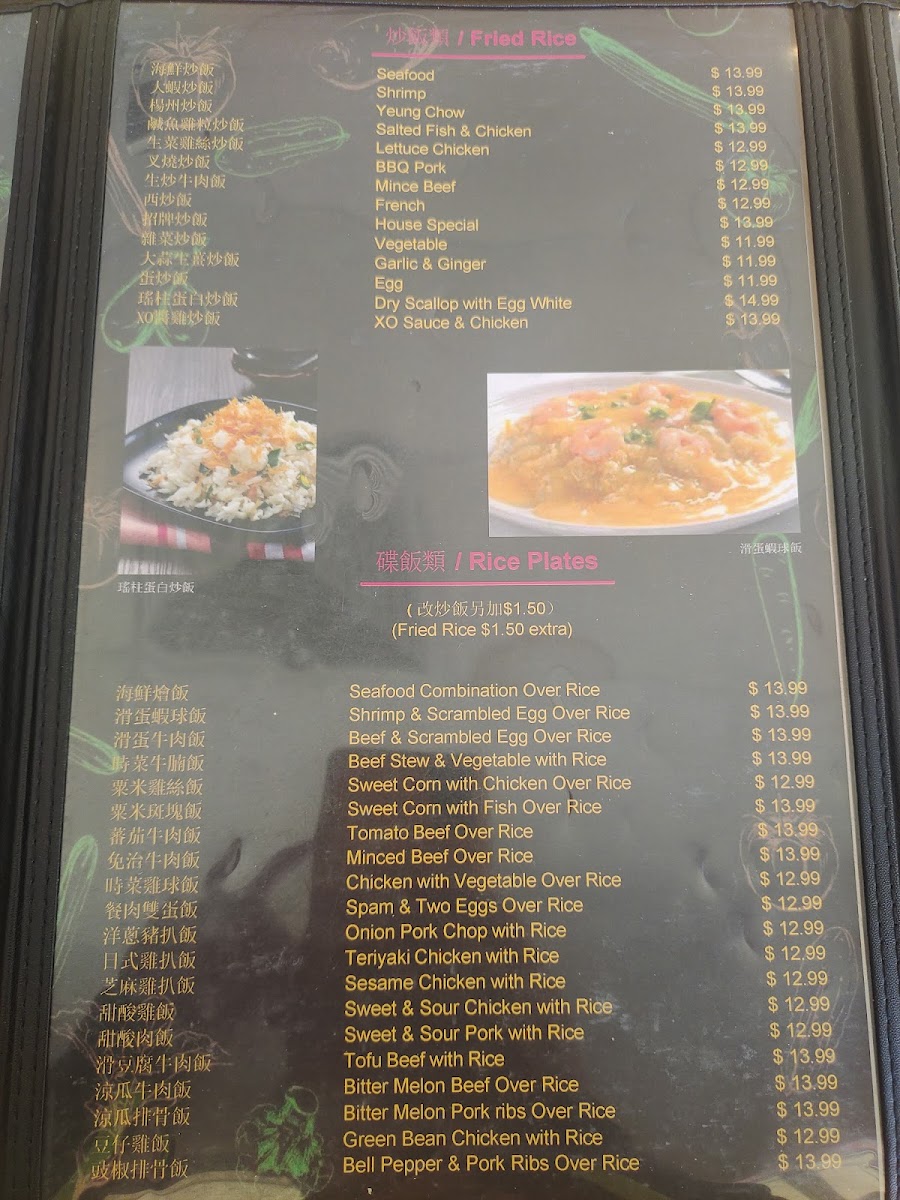 炒飯類 / Fried Rice
海鮮炒飯 Seafood $ 13.99
大蝦炒飯 Shrimp $ 13.99
楊州炒飯 Yeung Chow $ 13.99
鹹魚雞粒炒飯 Salted Fish & Chicken $ 13.99
生菜雞絲炒飯 Lettuce Chicken $ 12.99
叉燒炒飯 BBQ Pork $ 12.99
生炒牛肉飯 Mince Beef $ 12.99
西炒飯 French $ 12.99
招牌炒飯 House Special $ 13.99
雜菜炒飯 Vegetable $ 11.99
大蒜生薑炒飯 Garlic & Ginger $ 11.99
蛋炒飯 Egg $ 11.99
瑤柱蛋白炒飯 Dry Scallop with Egg White $ 14.99
XO醬雞炒飯 XO Sauce & Chicken $ 13.99
滑蛋蝦球飯
瑤柱蛋白炒飯
碟飯類 / Rice Plates
( 改炒飯另加$1.50）
(Fried Rice $1.50 extra)
海鮮燴飯 Seafood Combination Over Rice $ 13.99
滑蛋蝦球飯 Shrimp & Scrambled Egg Over Rice $ 13.99
滑蛋牛肉飯 Beef & Scrambled Egg Over Rice $ 13.99
時菜牛腩飯 Beef Stew & Vegetable with Rice $ 13.99
粟米雞絲飯 Sweet Corn with Chicken Over Rice $ 12.99
粟米斑塊飯 Sweet Corn with Fish Over Rice $ 13.99
蕃茄牛肉飯 Tomato Beef Over Rice $ 13.99
免治牛肉飯 Minced Beef Over Rice $ 13.99
時菜雞球飯 Chicken with Vegetable Over Rice $ 12.99
餐肉雙蛋飯 Spam & Two Eggs Over Rice $ 12.99
洋蔥豬扒飯 Onion Pork Chop with Rice $ 12.99
日式雞扒飯 Teriyaki Chicken with Rice $ 12.99
芝麻雞扒飯 Sesame Chicken with Rice $ 12.99
甜酸雞飯 Sweet & Sour Chicken with Rice $ 12.99
甜酸肉飯 Sweet & Sour Pork with Rice $ 12.99
滑豆腐牛肉飯 Tofu Beef with Rice $ 13.99
涼瓜牛肉飯 Bitter Melon Beef Over Rice $ 13.99
涼瓜排骨飯 Bitter Melon Pork ribs Over Rice $ 13.99
豆仔雞飯 Green Bean Chicken with Rice $ 12.99
豉椒排骨飯 Bell Pepper & Pork Ribs Over Rice $ 13.99